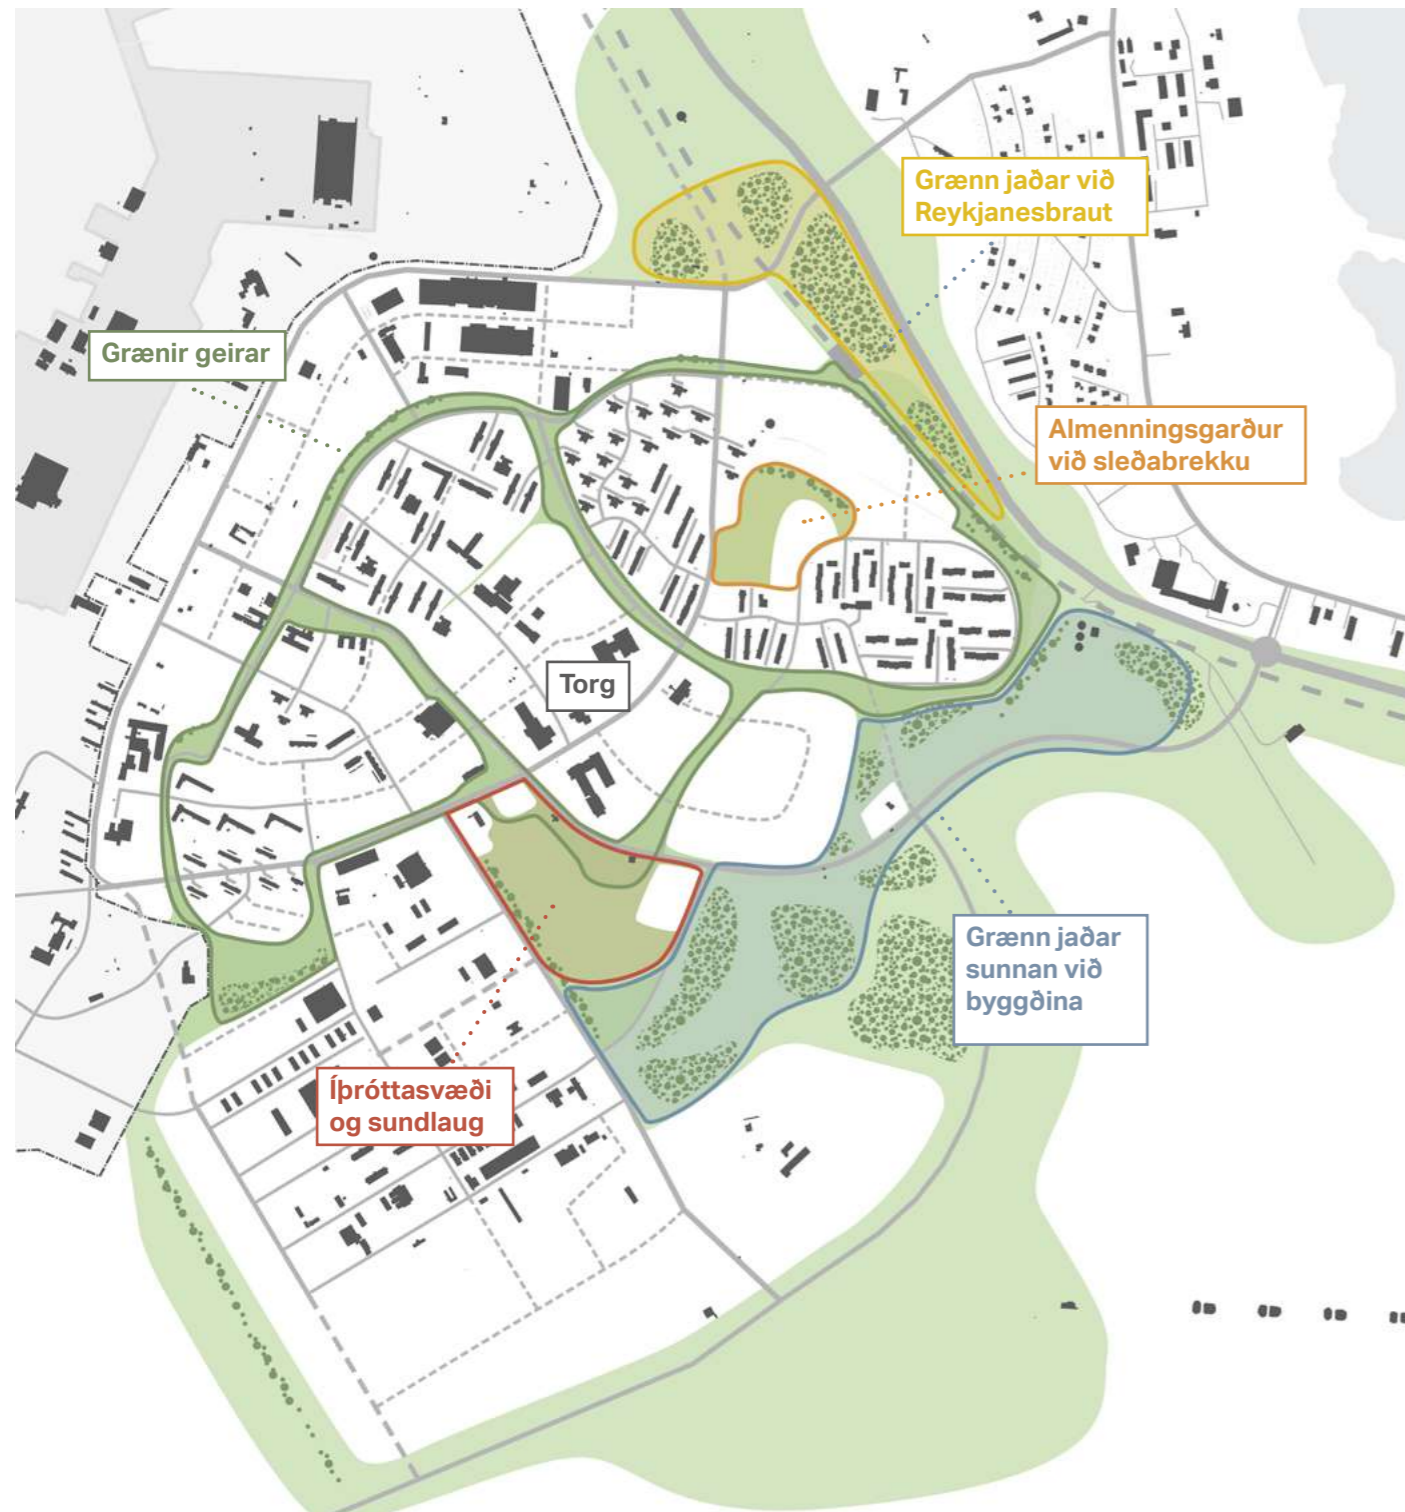 Grænn jaðar við
Reykjanesbraut
Grænir geirar
Almenningsgarður
við sleðabrekku
Torg
Grænn jaðar
sunnan við
byggðina
Íþróttasvæði
og sundlaug